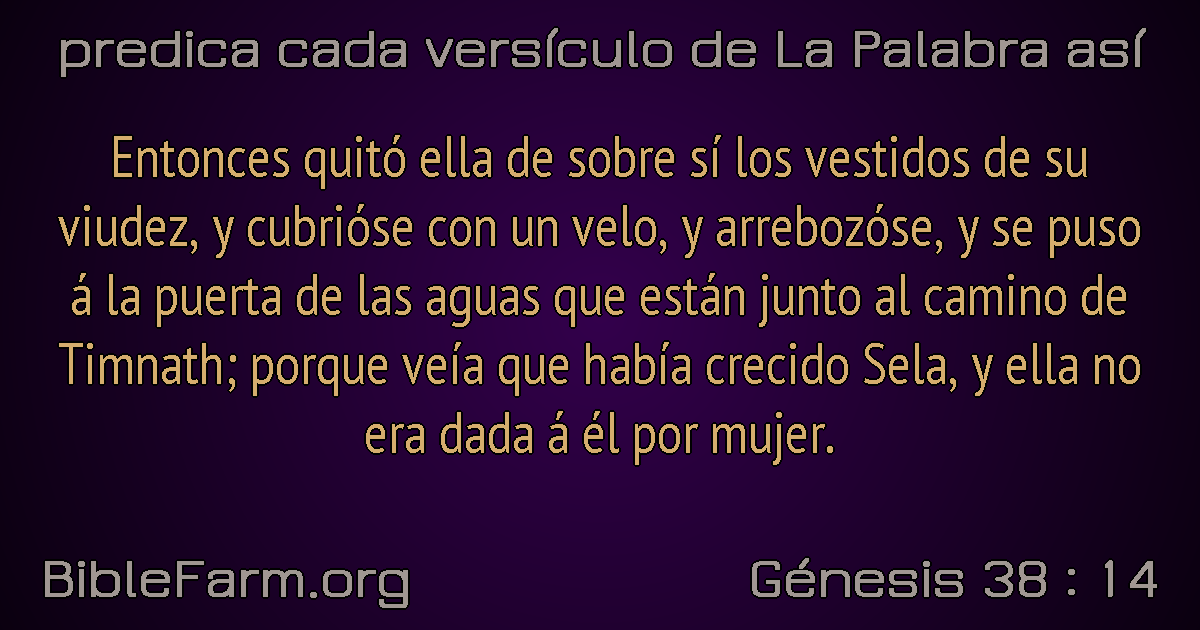 predica cada versículo de La Palabra así
Entonces quitó ella de sobre sí los vestidos de su
viudez, y cubrióse con un velo, y arrebozóse, y se puso
á la puerta de las aguas que están junto al camino de
Timnath; porque veía que había crecido Sela, y ella no
era dada á él por mujer.
BibleFarm.org
Génesis 38 : 14